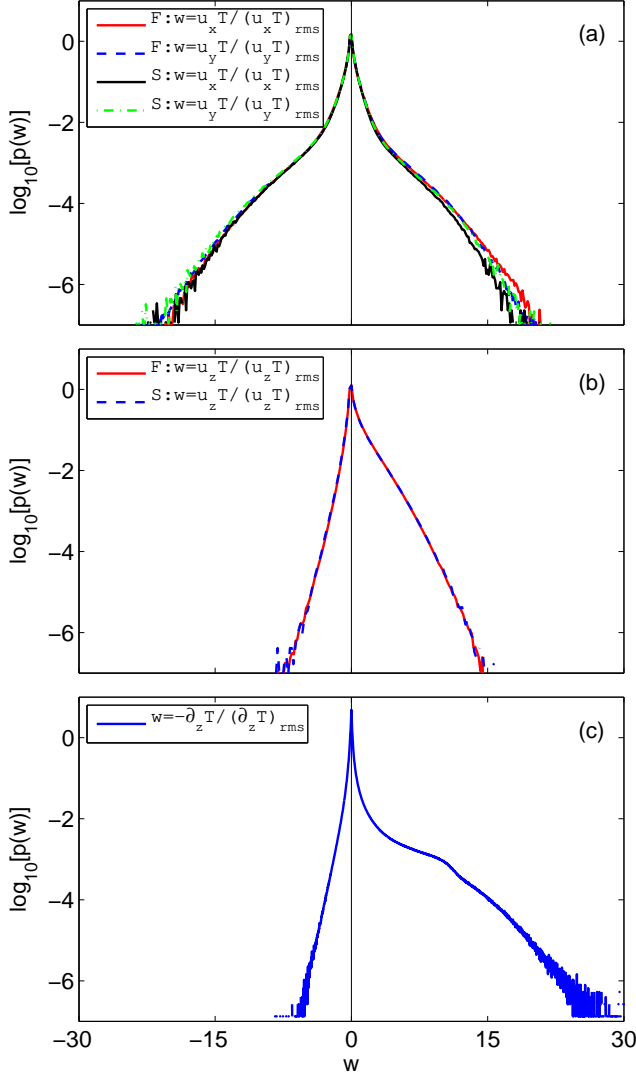 F:w=u_xT/(u_xT)_rms
F:w=u_yT/(u_yT)_rms
S:w=u_xT/(u_xT)_rms
S:w=u_yT/(u_yT)_rms
(a)
0
−2
−4
−6
log_10[p(w)]
F:w=u_zT/(u_zT)_rms
S:w=u_zT/(u_zT)_rms
(b)
0
−2
−4
−6
log_10[p(w)]
w=−∂_zT/(∂_zT)_rms
(c)
0
−2
−4
−6
log_10[p(w)]
−30 −15 0 15 30
w